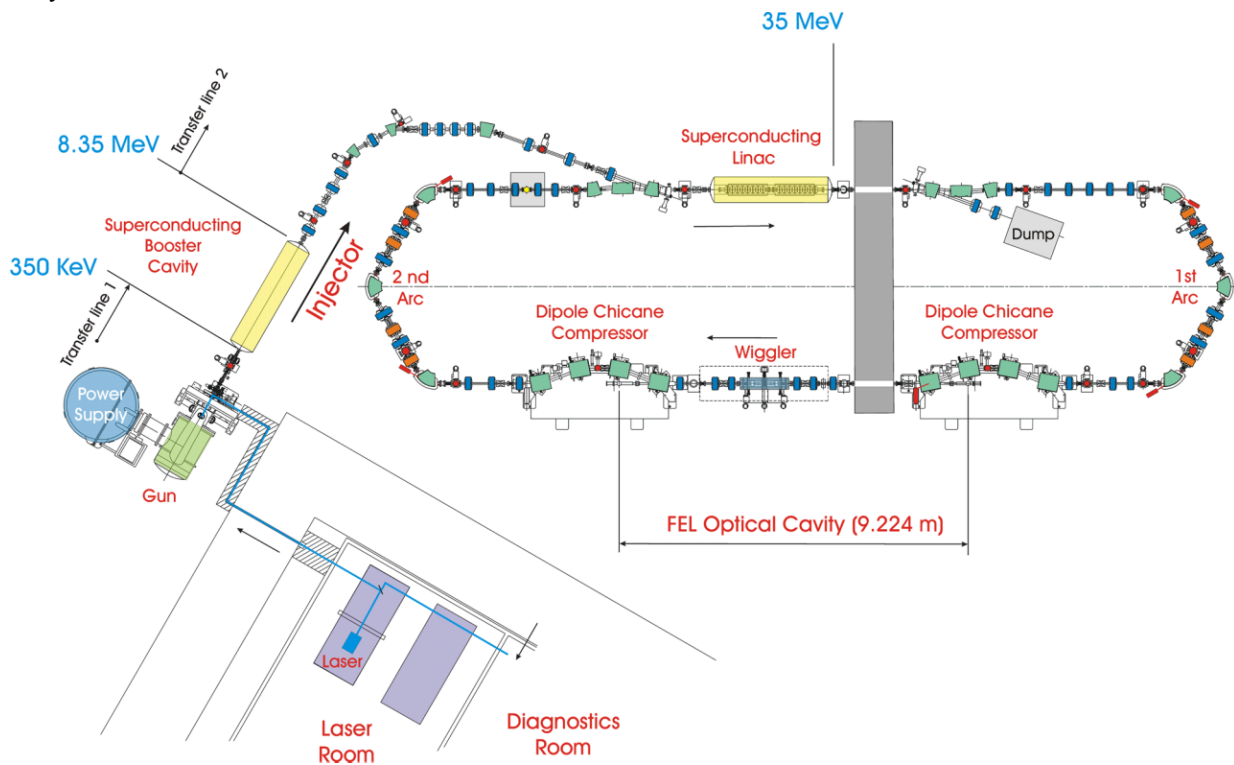 35 MeV
Transfer line 2
8.35 MeV
Superconducting
Linac
Superconducting
Booster
Cavity
Dump
350 KeV
Injector
2 nd
Arc
1st
Arc
Transfer line 1
Dipole Chicane
Compressor
Dipole Chicane
Compressor
Wiggler
Power
Supply
Gun
FEL Optical Cavity (9.224 m)
Laser
Laser
Room
Diagnostics
Room